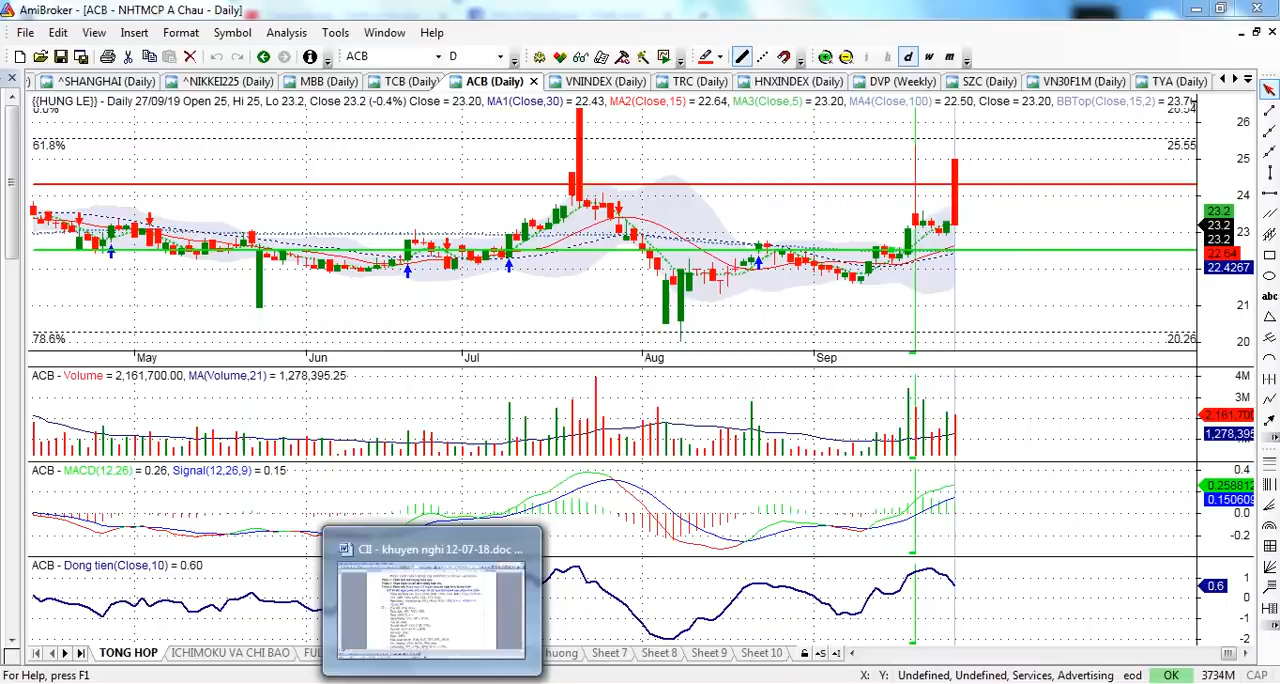 AmiBroker - [ACB - NHTMCP A Chau - Daily]
File Edit View Insert Format Symbol Analysis Tools Window Help
ACB D i h d w m
^SHANGHAI (Daily) ^NIKKEI225 (Daily) MBB (Daily) TCB (Daily) ACB (Daily) VNINDEX (Daily) TRC (Daily) HNXINDEX (Daily) DVP (Weekly) SZC (Daily) VN30F1M (Daily) TYA (Daily)
{{HUNG LE}} - Daily 27/09/19 Open 25, Hi 25, Lo 23.2, Close 23.2 (-0.4%) Close = 23.20, MA1(Close,30) = 22.43, MA2(Close,15) = 22.64, MA3(Close,5) = 23.20, MA4(Close,100) = 22.50, Close = 23.20, BBTop(Close,15,2) = 23.7
0.0% 26.54
26
61.8% 25.55
25
24
23.2
23
23.2
23.2
22.64
22.4267
21
78.6% 20.26
20
May Jun Jul Aug Sep
ACB - Volume = 2,161,700.00, MA(Volume,21) = 1,278,395.25
4M
3M
2,161,700
1,278,395
ACB - MACD(12,26) = 0.26, Signal(12,26,9) = 0.15
0.4
0.258812
0.150609
0.0
-0.2
ACB - Dong tien(Close,10) = 0.60
1
0.6
0
-1
-2
CII - khuyen nghi 12-07-18.doc ...
TONG HOP ICHIMOKU VA CHI BAO FUL huong Sheet 7 Sheet 8 Sheet 9 Sheet 10
For Help, press F1 X: Y: Undefined, Undefined, Services, Advertising eod OK 3734M CAP
abc